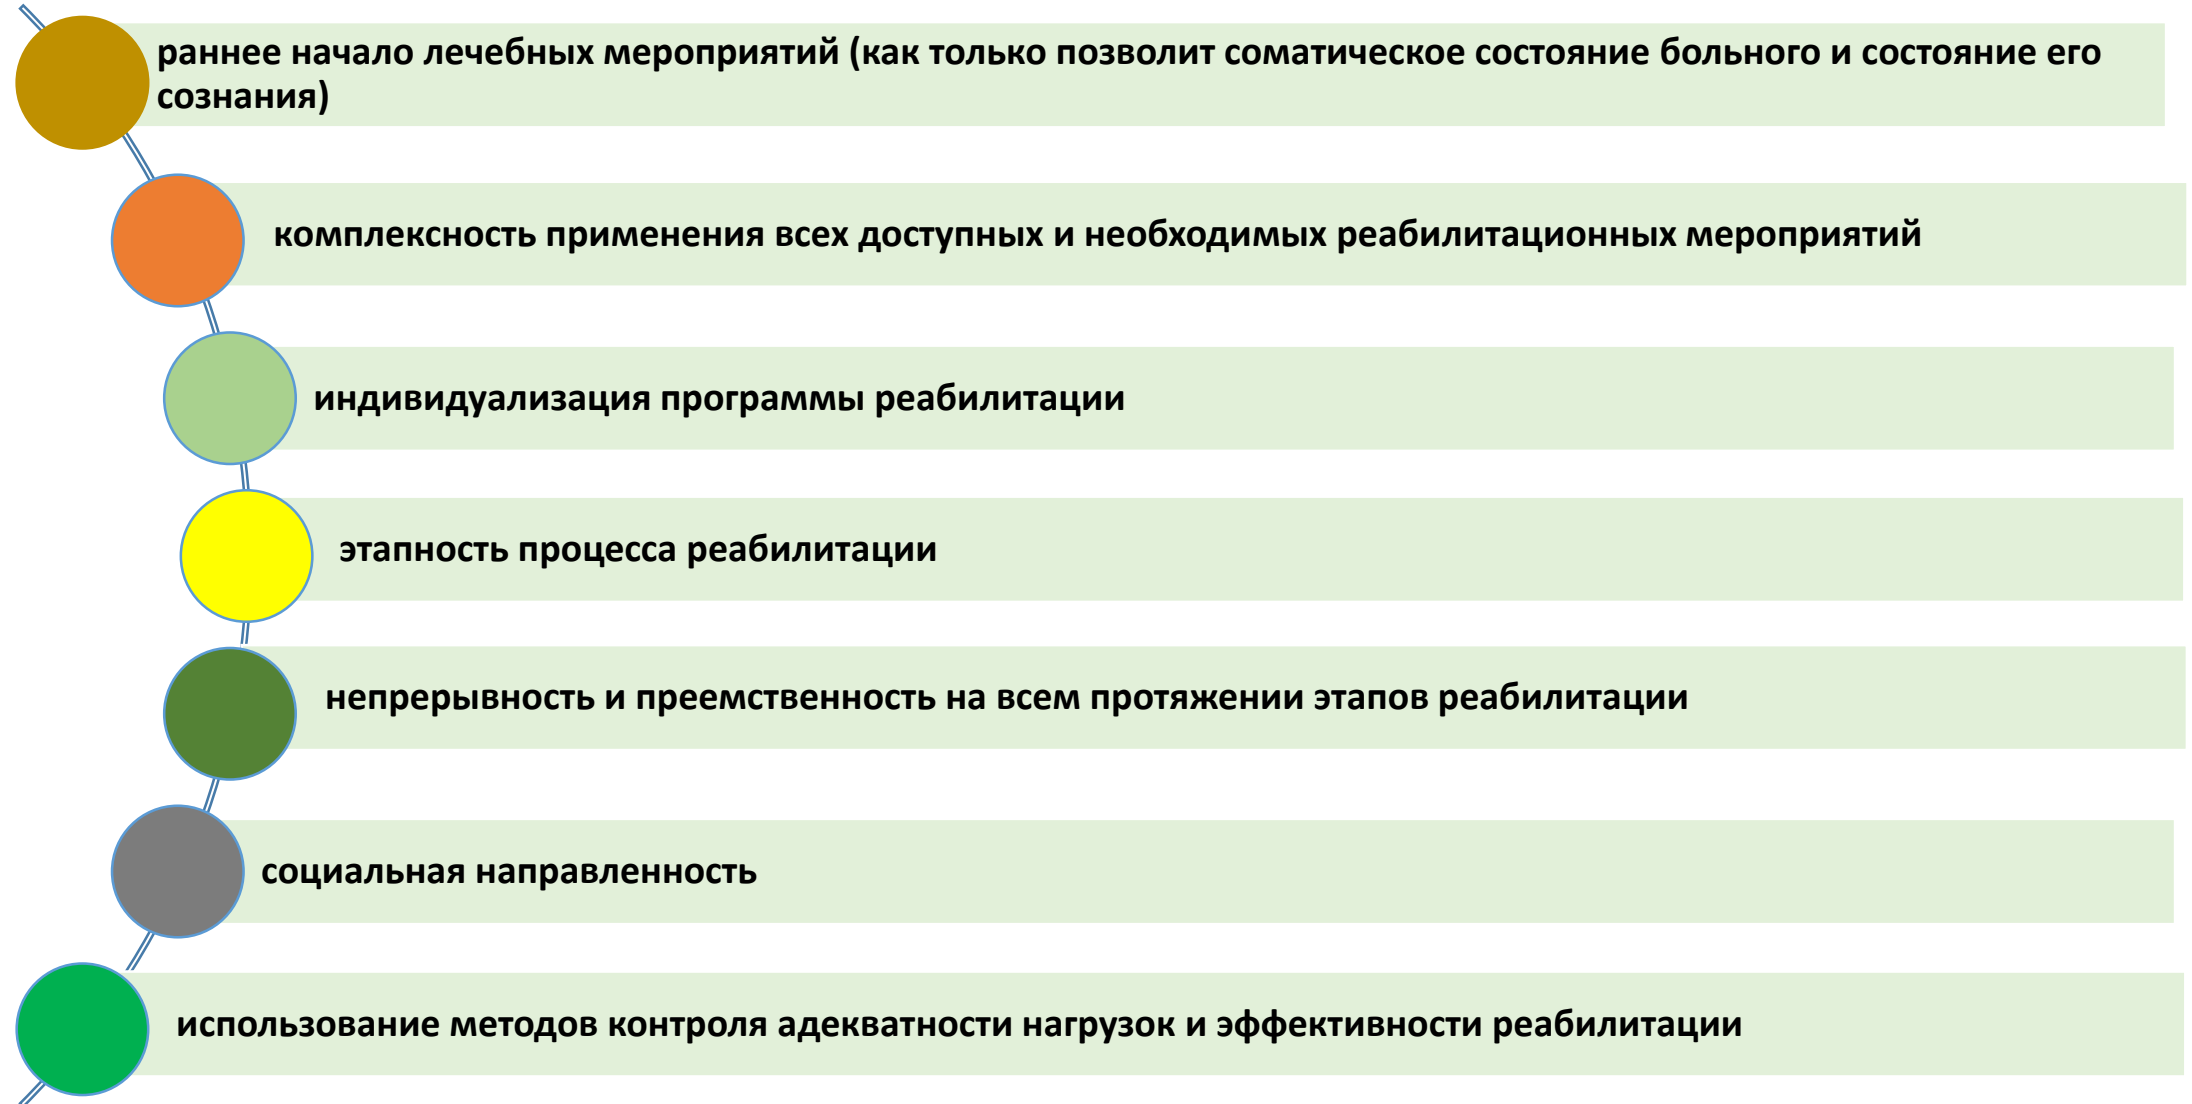 раннее начало лечебных мероприятий (как только позволит соматическое состояние больного и состояние его
сознания)
комплексность применения всех доступных и необходимых реабилитационных мероприятий
индивидуализация программы реабилитации
этапность процесса реабилитации
непрерывность и преемственность на всем протяжении этапов реабилитации
социальная направленность
использование методов контроля адекватности нагрузок и эффективности реабилитации